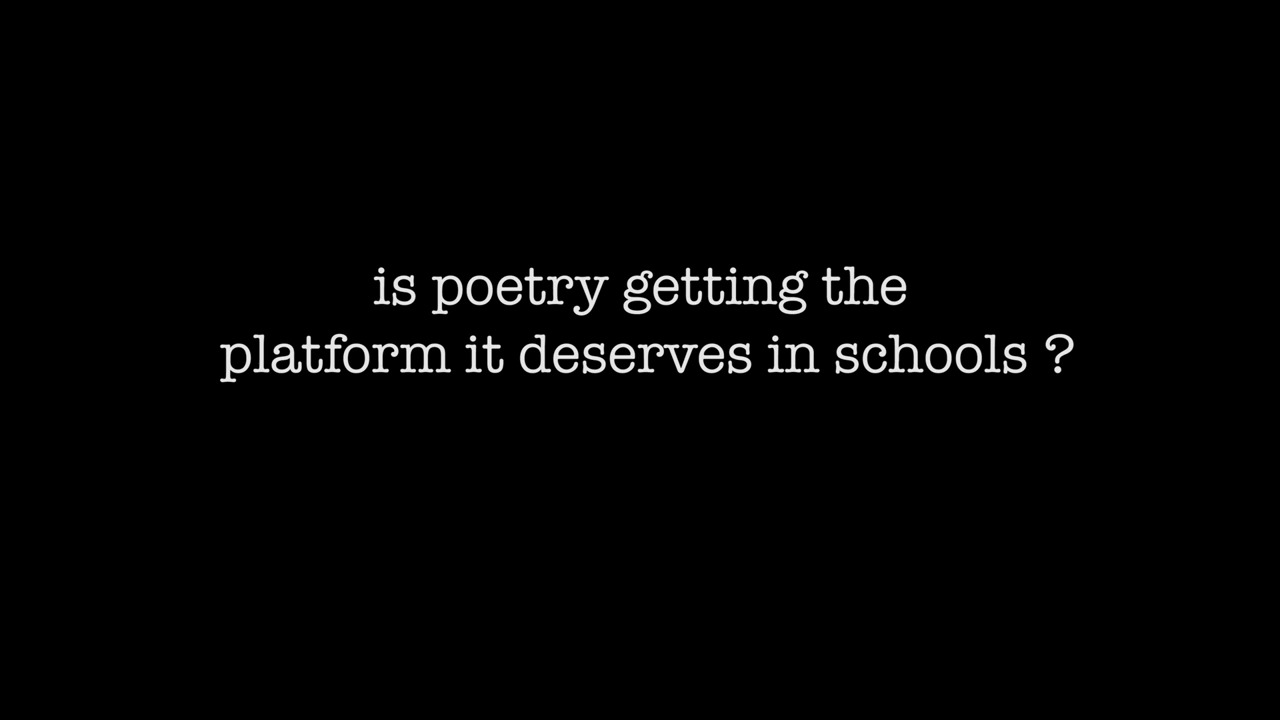 is poetry getting the
platform it deserves in schools ?